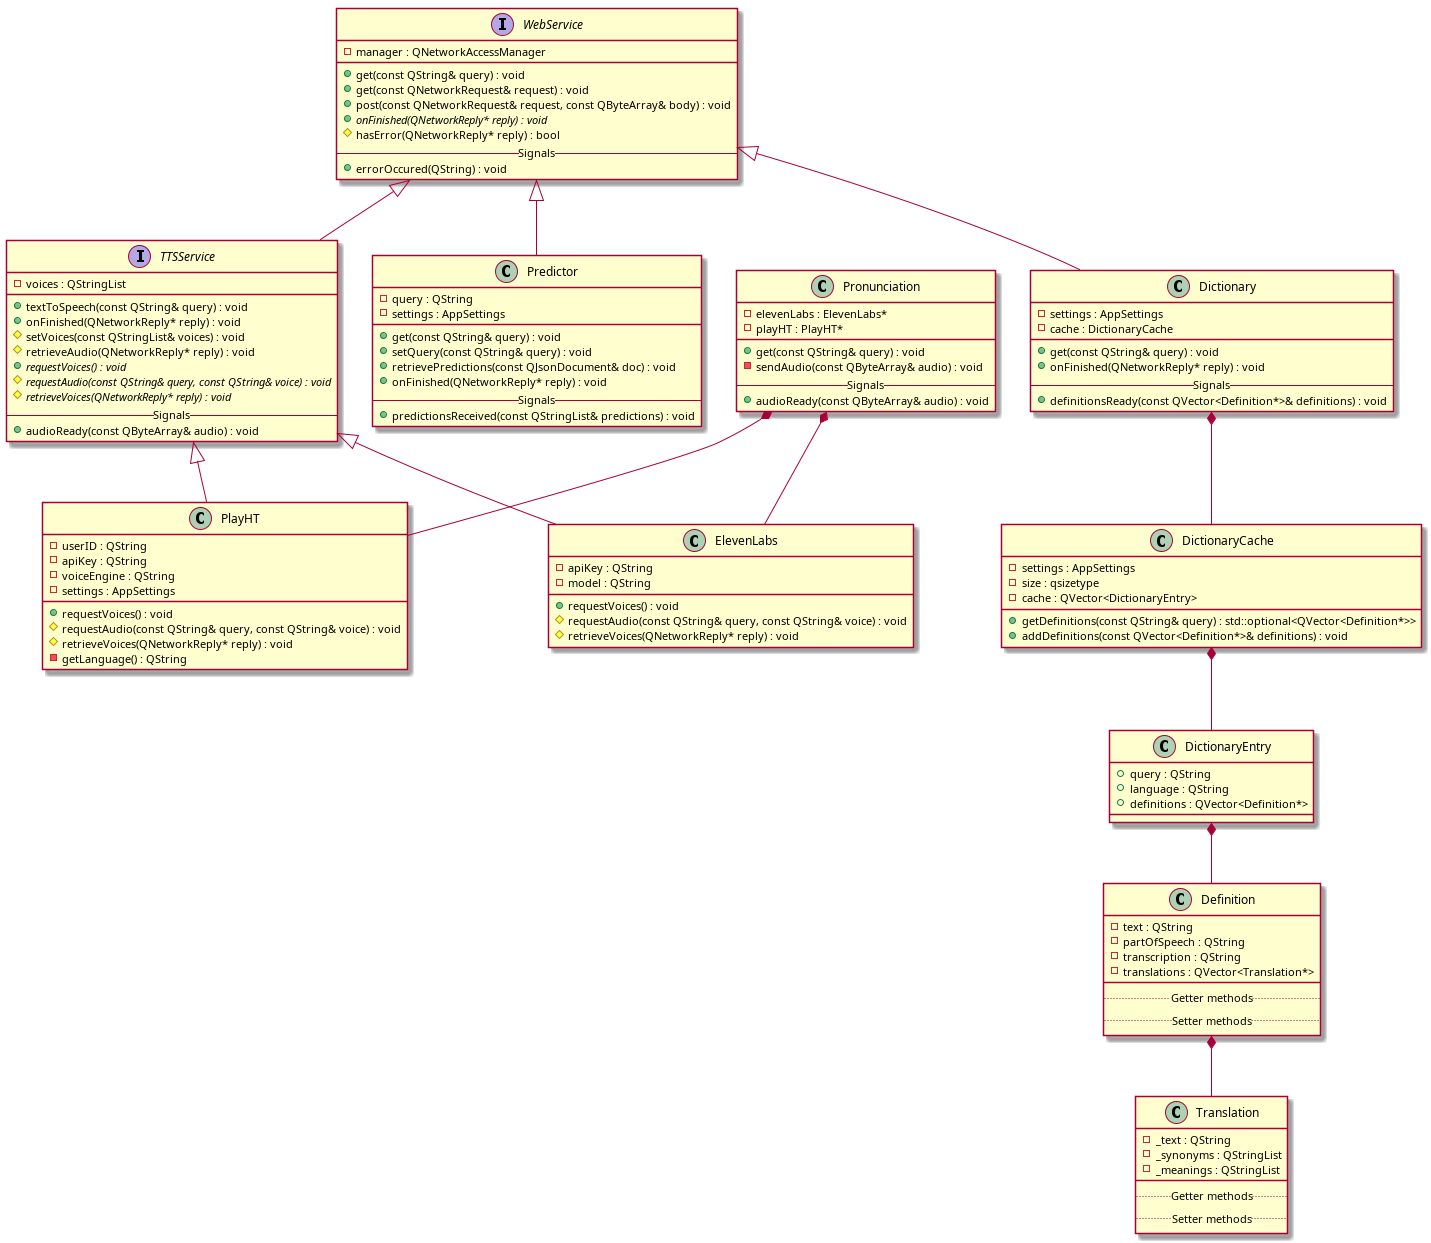 I WebService
manager : QNetworkAccessManager
get(const QString& query) : void
get(const QNetworkRequest& request) : void
post(const QNetworkRequest& request, const QByteArray& body) : void
onFinished(QNetworkReply* reply) : void
hasError(QNetworkReply* reply) : bool
Signals
errorOccured(QString) : void
I TTSService
voices : QStringList
textToSpeech(const QString& query) : void
onFinished(QNetworkReply* reply) : void
setVoices(const QStringList& voices) : void
retrieveAudio(QNetworkReply* reply) : void
requestVoices() : void
requestAudio(const QString& query, const QString& voice) : void
retrieveVoices(QNetworkReply* reply) : void
Signals
audioReady(const QByteArray& audio) : void
C Predictor
query : QString
settings : AppSettings
get(const QString& query) : void
setQuery(const QString& query) : void
retrievePredictions(const QJsonDocument& doc) : void
onFinished(QNetworkReply* reply) : void
Signals
predictionsReceived(const QStringList& predictions) : void
C Pronunciation
elevenLabs : ElevenLabs*
playHT : PlayHT*
get(const QString& query) : void
sendAudio(const QByteArray& audio) : void
Signals
audioReady(const QByteArray& audio) : void
C Dictionary
settings : AppSettings
cache : DictionaryCache
get(const QString& query) : void
onFinished(QNetworkReply* reply) : void
Signals
definitionsReady(const QVector<Definition*>& definitions) : void
C PlayHT
userID : QString
apiKey : QString
voiceEngine : QString
settings : AppSettings
requestVoices() : void
requestAudio(const QString& query, const QString& voice) : void
retrieveVoices(QNetworkReply* reply) : void
getLanguage() : QString
C ElevenLabs
apiKey : QString
model : QString
requestVoices() : void
requestAudio(const QString& query, const QString& voice) : void
retrieveVoices(QNetworkReply* reply) : void
C DictionaryCache
settings : AppSettings
size : qsizetype
cache : QVector<DictionaryEntry>
getDefinitions(const QString& query) : std::optional<QVector<Definition*>>
addDefinitions(const QVector<Definition*>& definitions) : void
C DictionaryEntry
query : QString
language : QString
definitions : QVector<Definition*>
C Definition
text : QString
partOfSpeech : QString
transcription : QString
translations : QVector<Translation*>
Getter methods
Setter methods
C Translation
_text : QString
_synonyms : QStringList
_meanings : QStringList
Getter methods
Setter methods